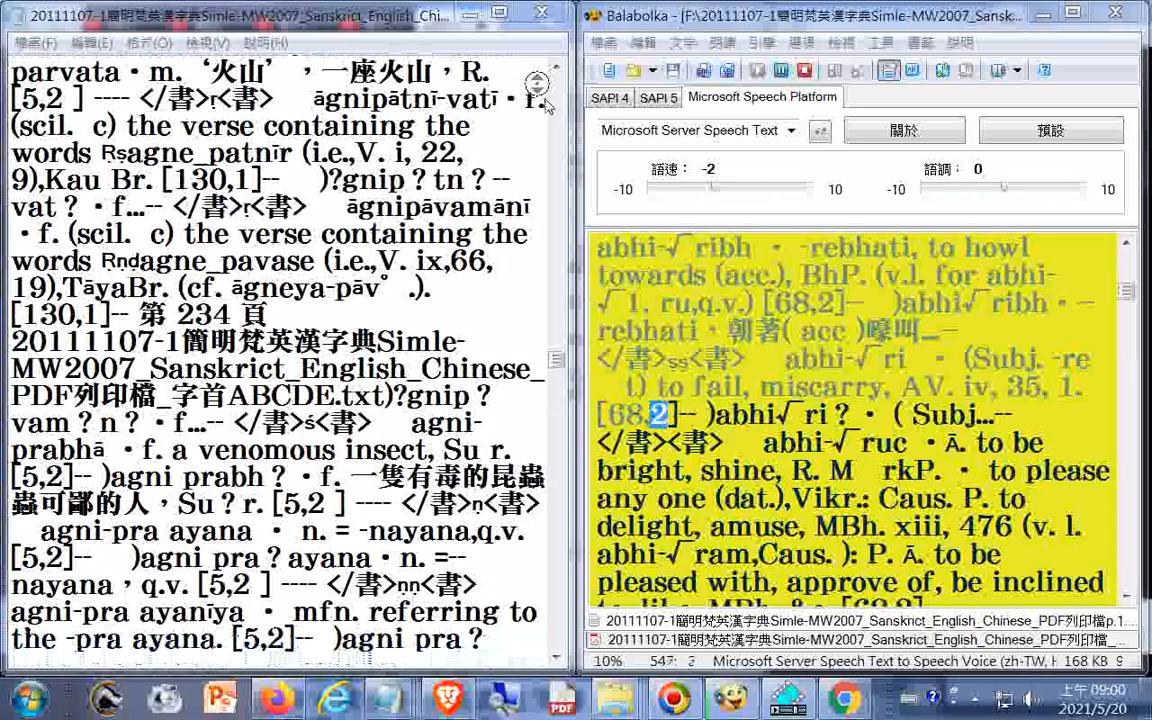 20111107-1簡明梵英漢字典Simle-MW2007_Sanskrict_English_Chi...
檔案(F) 編輯(E) 格式(O) 檢視(V) 說明(H)
parvata‧m.‘火山’，一座火山，R.
[5,2 ] ---- </書>ṛ<書> āgnipātnī-vatī‧f.
(scil. c) the verse containing the
words Ṛṣagne_patnīr (i.e.,V. i, 22,
9),Kau Br. [130,1]-- )?gnip？tn？--
vat？‧f...-- </書>ṛ<書> āgnipāvamānī
‧f. (scil. c) the verse containing the
words Ṛndagne_pavase (i.e.,V. ix,66,
19),TāyaBr. (cf. āgneya-pāv° .).
[130,1]-- 第 234 頁
20111107-1簡明梵英漢字典Simle-
MW2007_Sanskrict_English_Chinese_
PDF列印檔_字首ABCDE.txt)?gnip？
vam？n？‧f...-- </書>ś<書> agni-
prabhā‧f. a venomous insect, Su r.
[5,2]-- )agni prabh？‧f. 一隻有毒的昆蟲
蟲可鄙的人，Su？r. [5,2 ] ---- </書>ṇ<書>
agni-pra ayana‧n. = -nayana,q.v.
[5,2]-- )agni pra？ayana‧n. =--
nayana，q.v. [5,2 ] ---- </書>ṇṇ<書>
agni-pra ayanīya‧mfn. referring to
the -pra ayana. [5,2]-- )agni pra？
Balabolka - [F:\20111107-1簡明梵英漢字典Simle-MW2007_Sansk...
檔案 編輯 文字 朗讀 引擎 選項 檢視 工具 書籤 說明
SAPI 4 SAPI 5 Microsoft Speech Platform
Microsoft Server Speech Text 關於 預設
語速： -2 語調： 0
-10 10 -10 10
abhi-√ribh ‧ -rebhati, to howl
towards (acc.), BhP. (v.l. for abhi-
√1. ru,q.v.) [68,2]-- )abhi√ribh‧--
rebhati、朝著( acc )嚎叫...--
</書>ṣṣ<書> abhi-√ri ‧ (Subj. -re
t) to fail, miscarry, AV. iv, 35, 1.
[68,2]-- )abhi√ri？‧ ( Subj...--
</書><書> abhi-√ruc ‧Ā. to be
bright, shine, R. M rkP. ‧ to please
any one (dat.),Vikr.: Caus. P. to
delight, amuse, MBh. xiii, 476 (v. l.
abhi-√ram,Caus. ): P. Ā. to be
pleased with, approve of, be inclined
20111107-1簡明梵英漢字典Simle-MW2007_Sanskrict_English_Chinese_PDF列印檔p.1...
20111107-1簡明梵英漢字典Simle-MW2007_Sanskrict_English_Chinese_PDF列印檔_...
10% 547: 3 Microsoft Server Speech Text to Speech Voice (zh-TW, H 168 KB 9
上午 09:00
2021/5/20